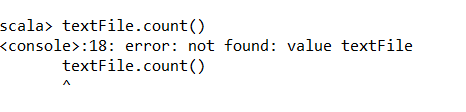 scala> textFile.count()
<console>:18: error: not found: value textFile
       textFile.count()
       ^